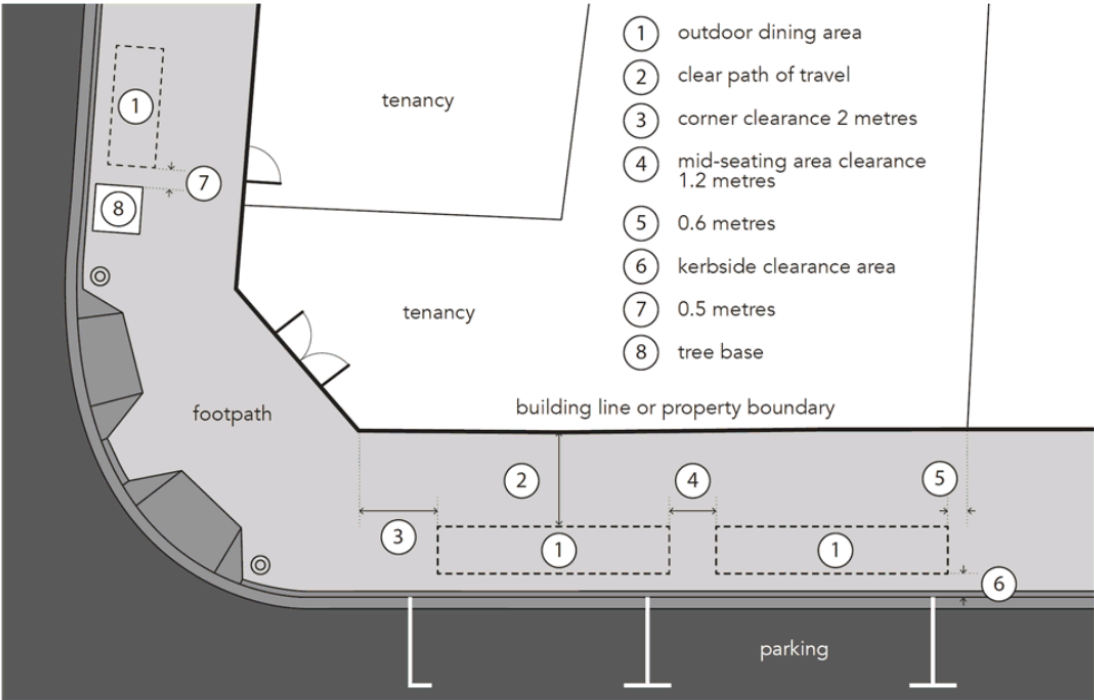 1 outdoor dining area
2 clear path of travel
3 corner clearance 2 metres
4 mid-seating area clearance
1.2 metres
5 0.6 metres
6 kerbside clearance area
7 0.5 metres
8 tree base
tenancy
1
7
8
tenancy
footpath
building line or property boundary
2
4
5
3
1
1
6
parking